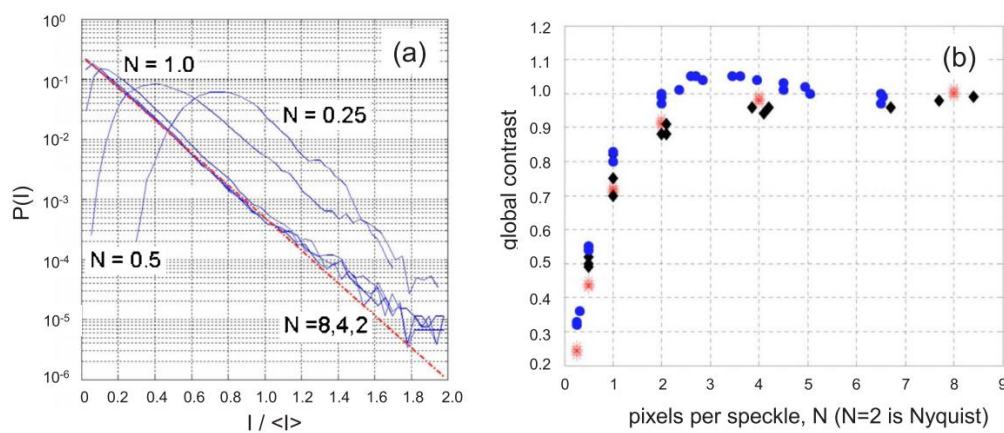 (a)
P(I)
10⁰
10⁻¹
10⁻²
10⁻³
10⁻⁴
10⁻⁵
10⁻⁶
N = 1.0
N = 0.25
N = 0.5
N =8,4,2
0.0 0.2 0.4 0.6 0.8 1.0 1.2 1.4 1.6 1.8 2.0
I / <I>
(b)
global contrast
1.2
1.1
1.0
0.9
0.8
0.7
0.6
0.5
0.4
0.3
0.2
0 1 2 3 4 5 6 7 8 9
pixels per speckle, N (N=2 is Nyquist)